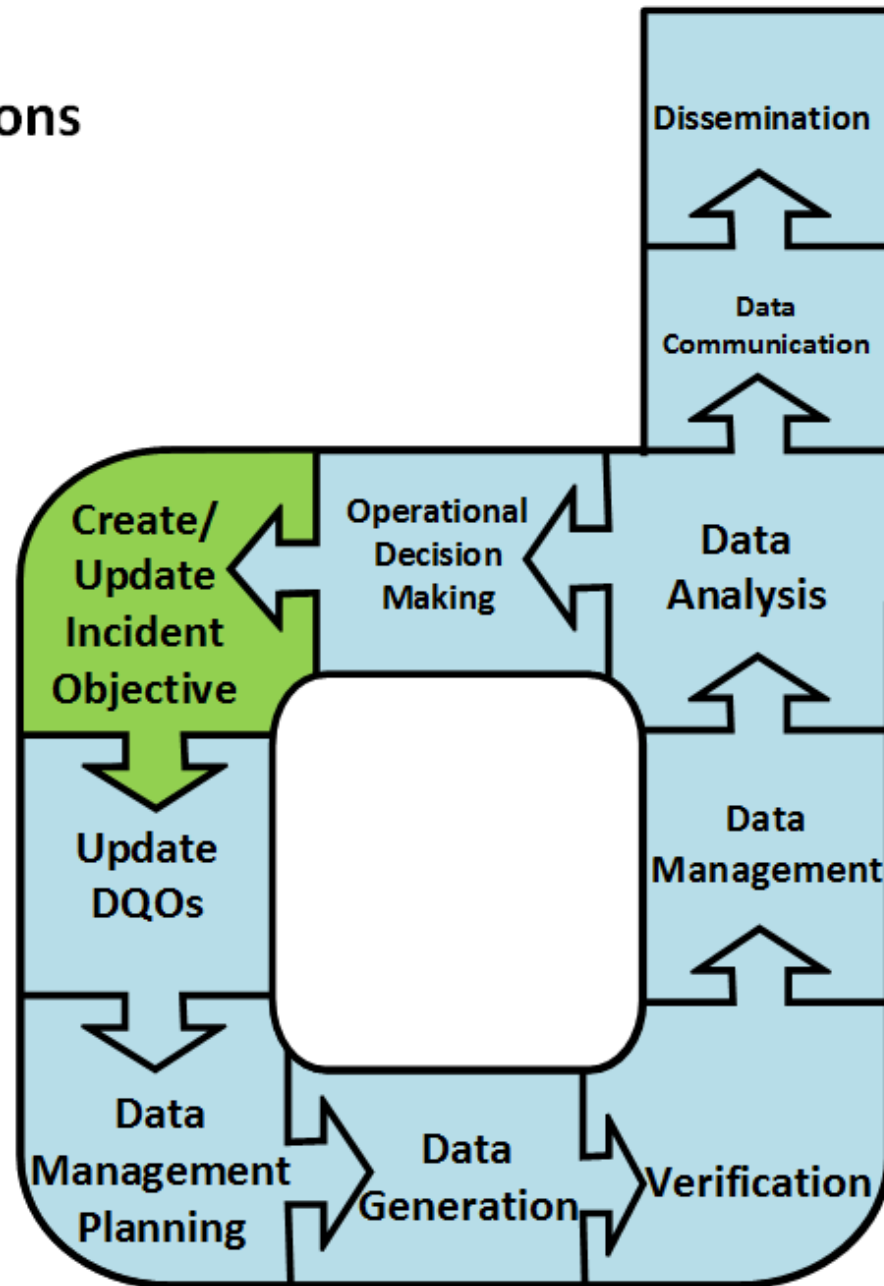 ons
Dissemination
Data
Communication
Create/
Update
Incident
Objective
Operational
Decision
Making
Data
Analysis
Update
DQOs
Data
Management
Data
Management
Planning
Data
Generation
Verification